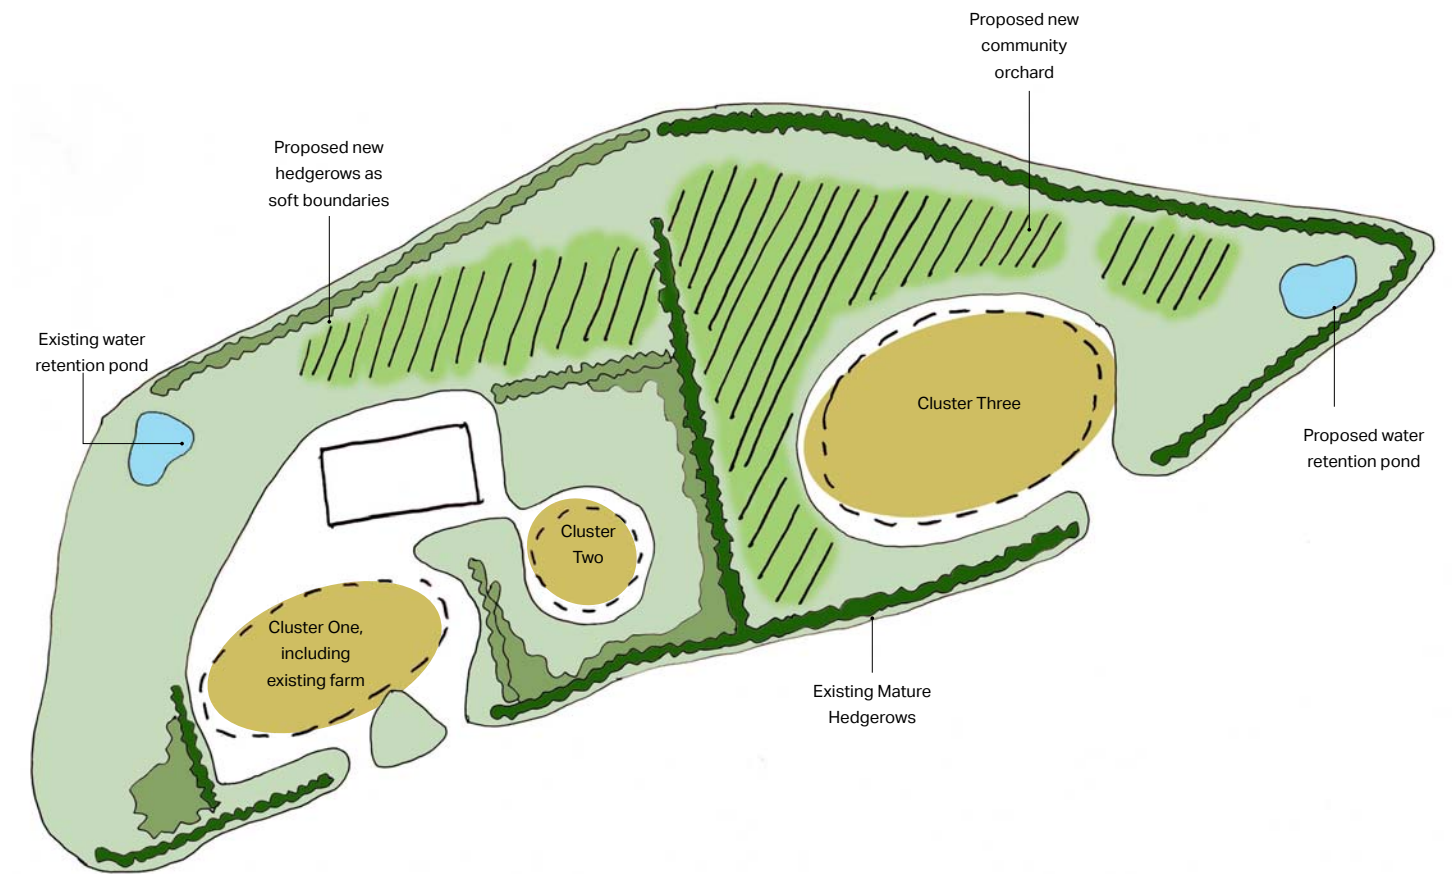 Proposed new
community
orchard
Proposed new
hedgerows as
soft boundaries
Existing water
retention pond
Cluster Three
Proposed water
retention pond
Cluster
Two
Cluster One,
including
existing farm
Existing Mature
Hedgerows